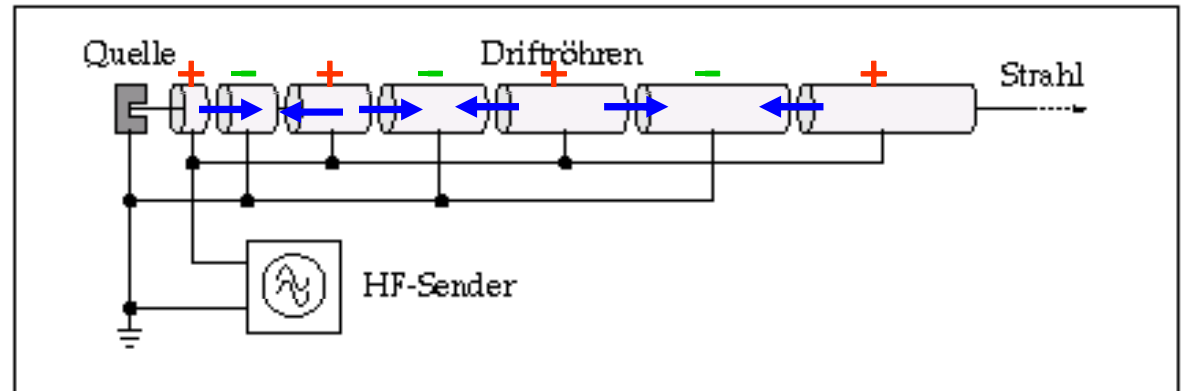 Quelle
Driftröhren
+ − + − + − +
Strahl
HF-Sender